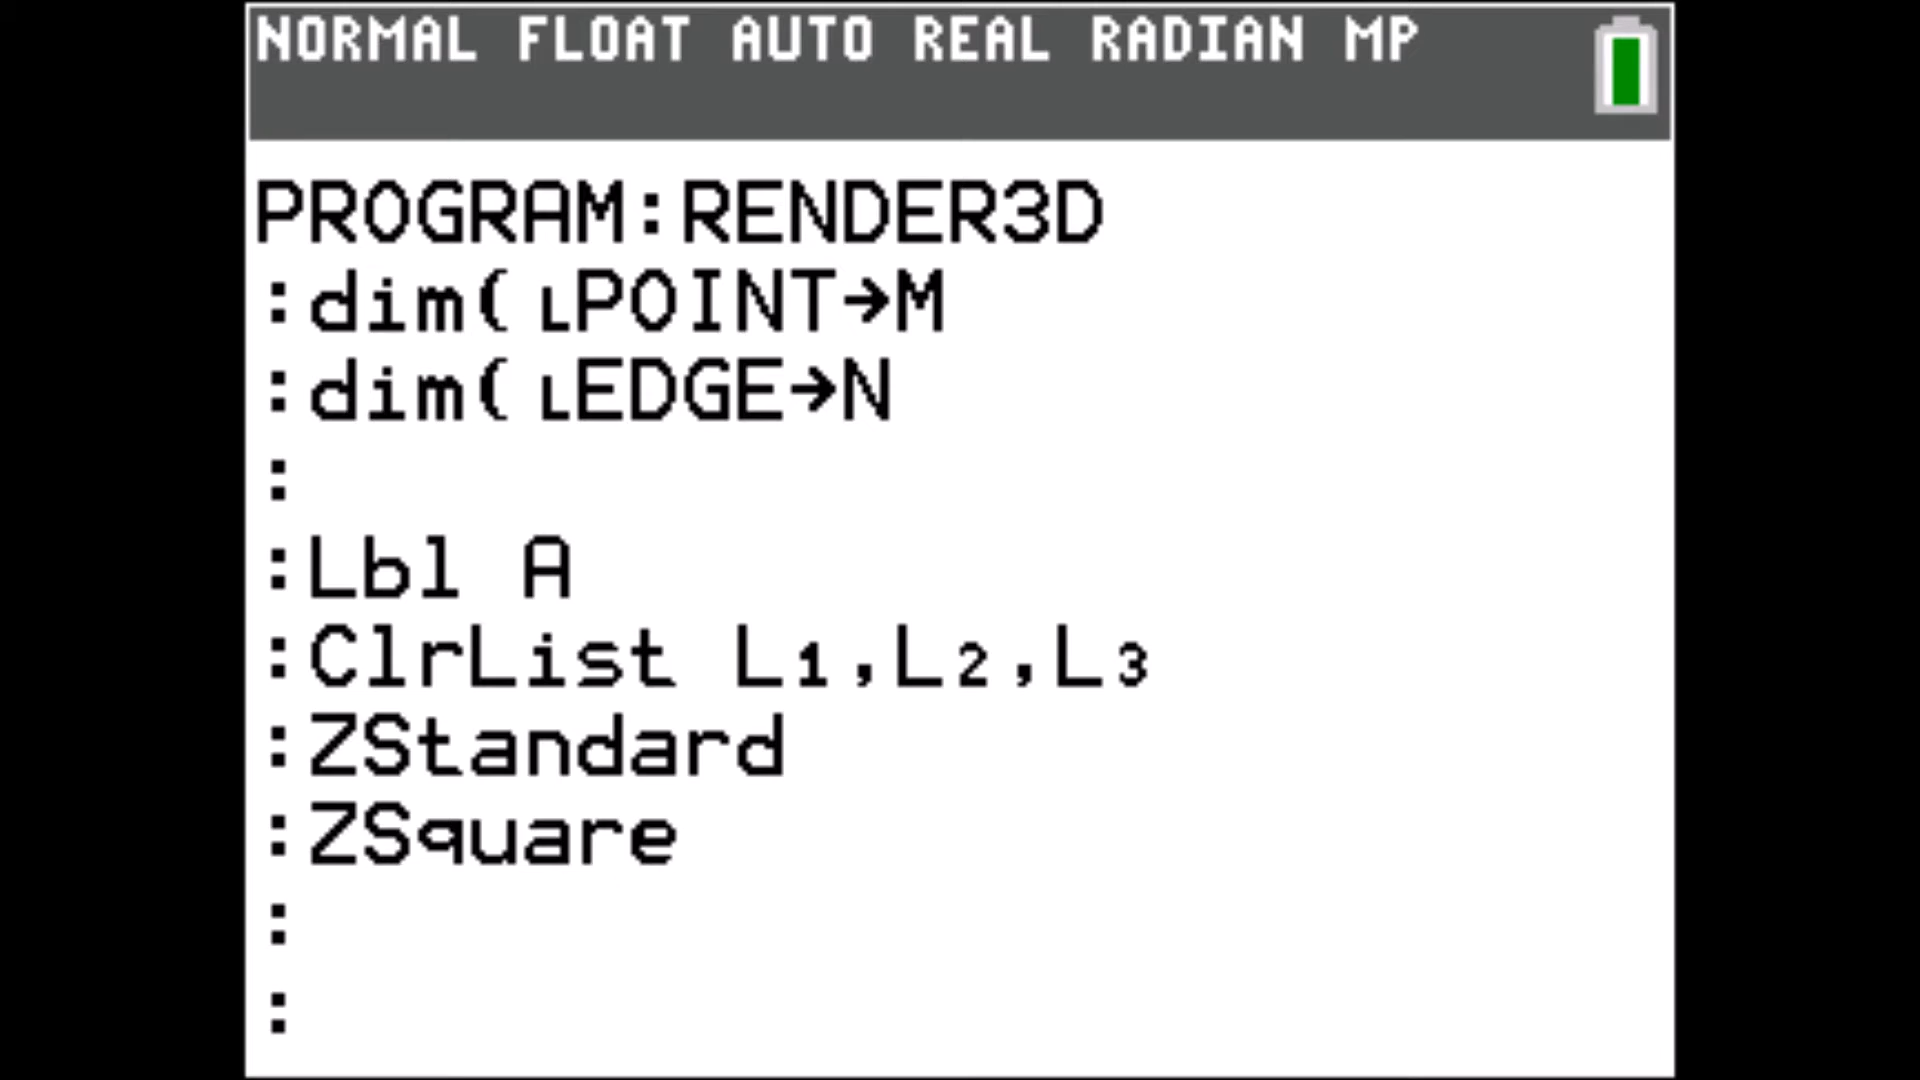 NORMAL FLOAT AUTO REAL RADIAN MP
PROGRAM:RENDER3D
:dim(ʟPOINT→M
:dim(ʟEDGE→N
:
:Lbl A
:ClrList L₁,L₂,L₃
:ZStandard
:ZSquare
:
: